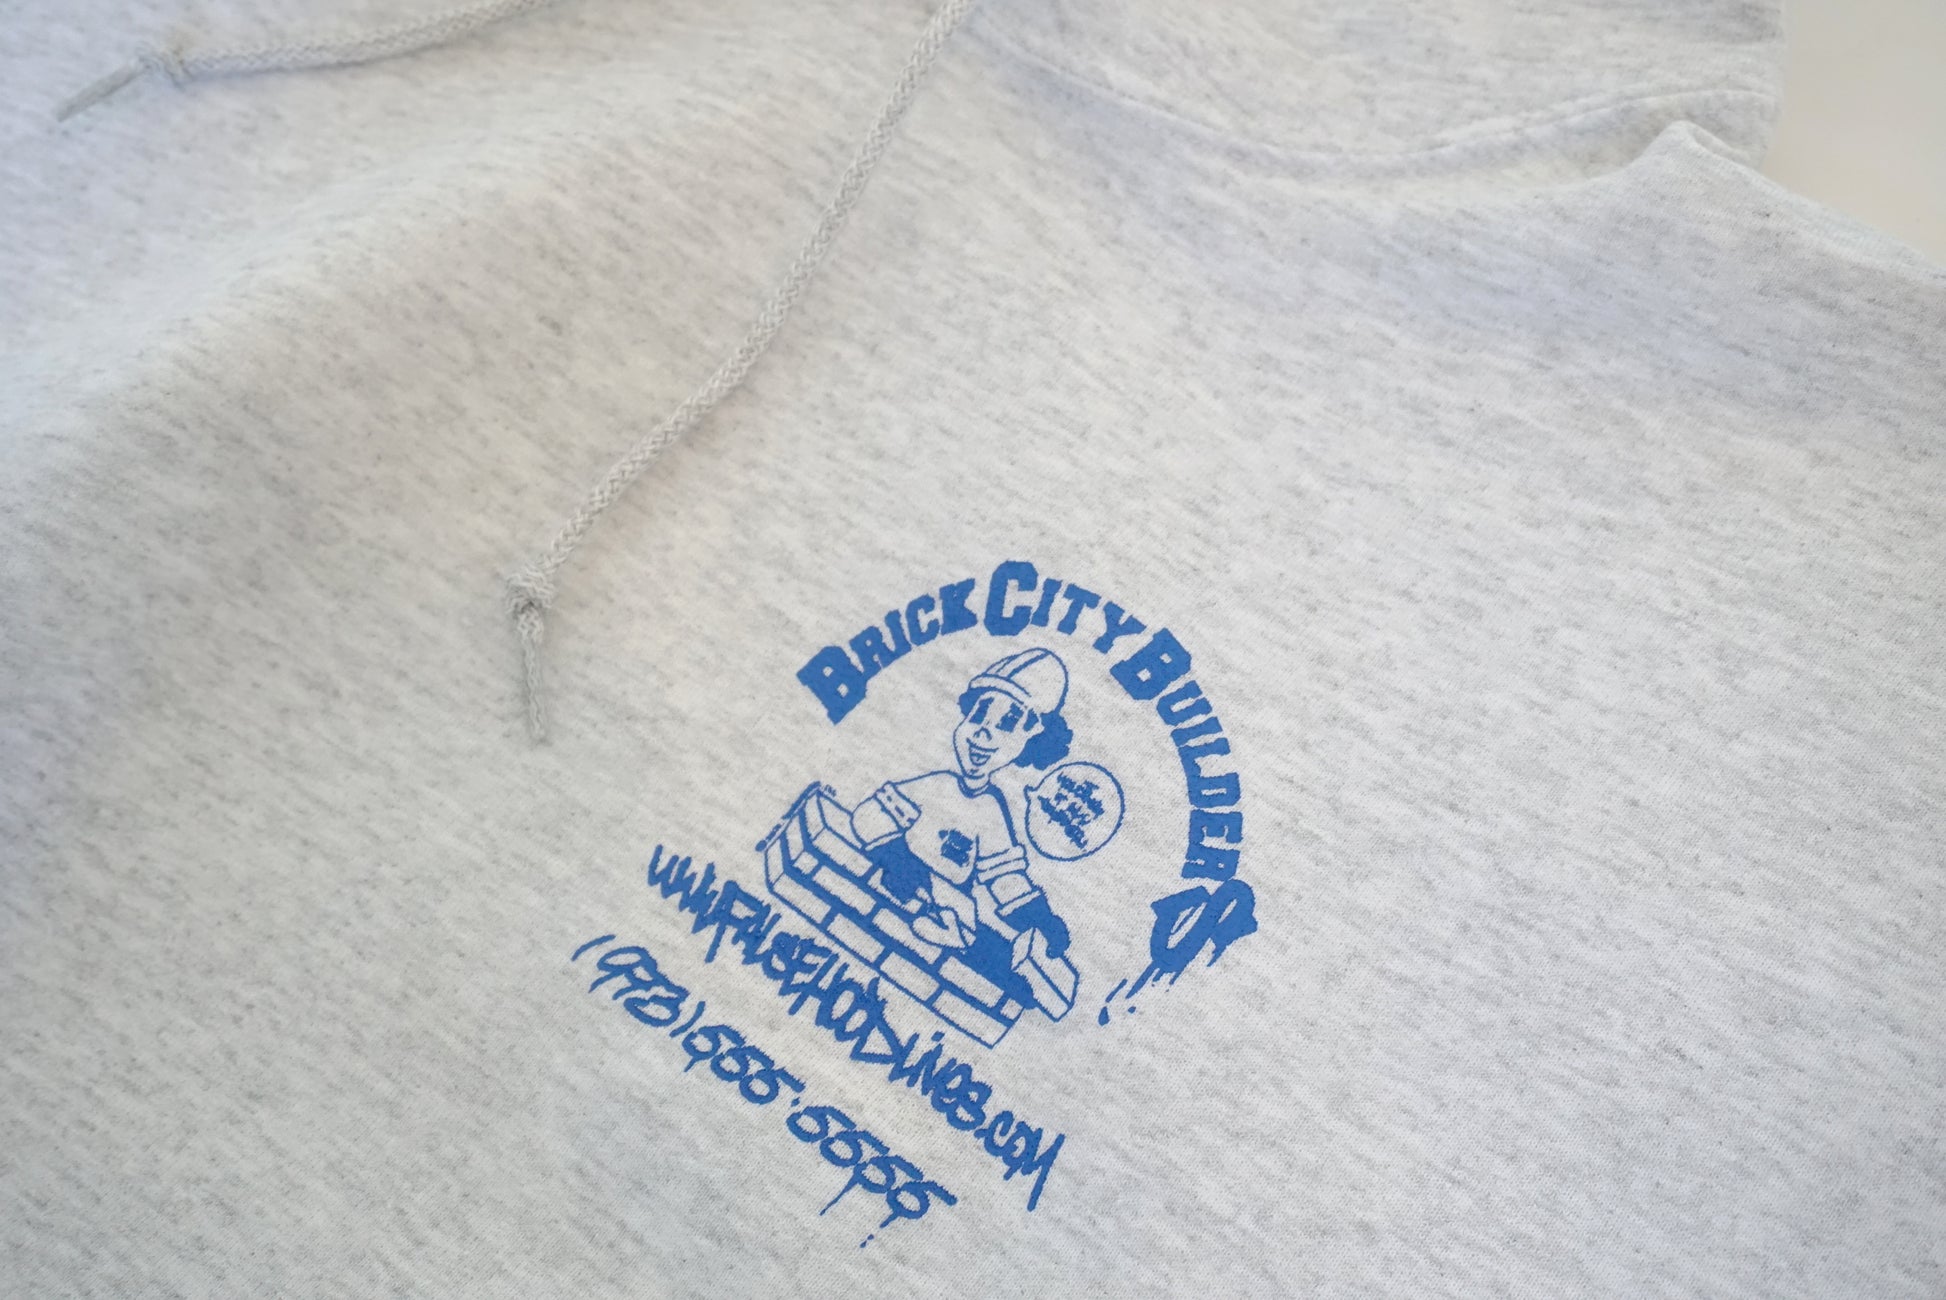 BRICK CITY BUILDERS
www.FALSEHOODLINES.COM
(973) 555·5555